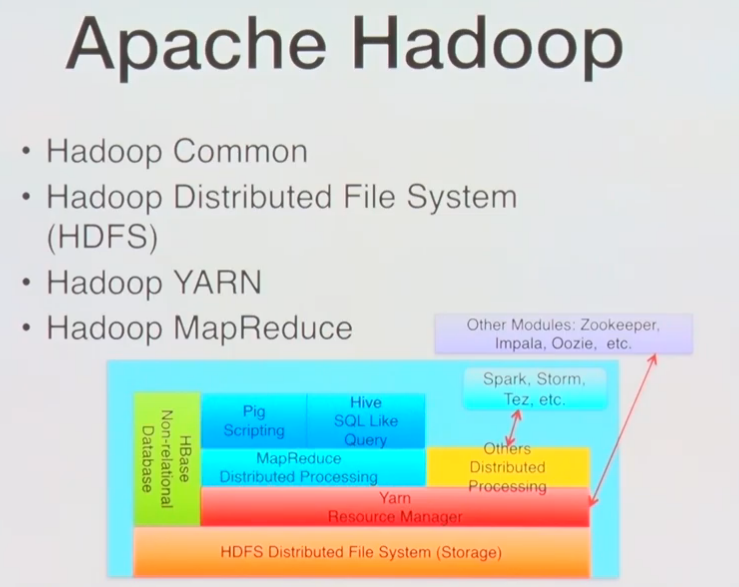 Apache Hadoop
• Hadoop Common
• Hadoop Distributed File System
(HDFS)
• Hadoop YARN
• Hadoop MapReduce
Other Modules: Zookeeper,
Impala, Oozie, etc.
Spark, Storm,
Tez, etc.
HBase
Non-relational
Database
Pig
Scripting
Hive
SQL Like
Query
MapReduce
Distributed Processing
Others
Distributed
Processing
Yarn
Resource Manager
HDFS Distributed File System (Storage)